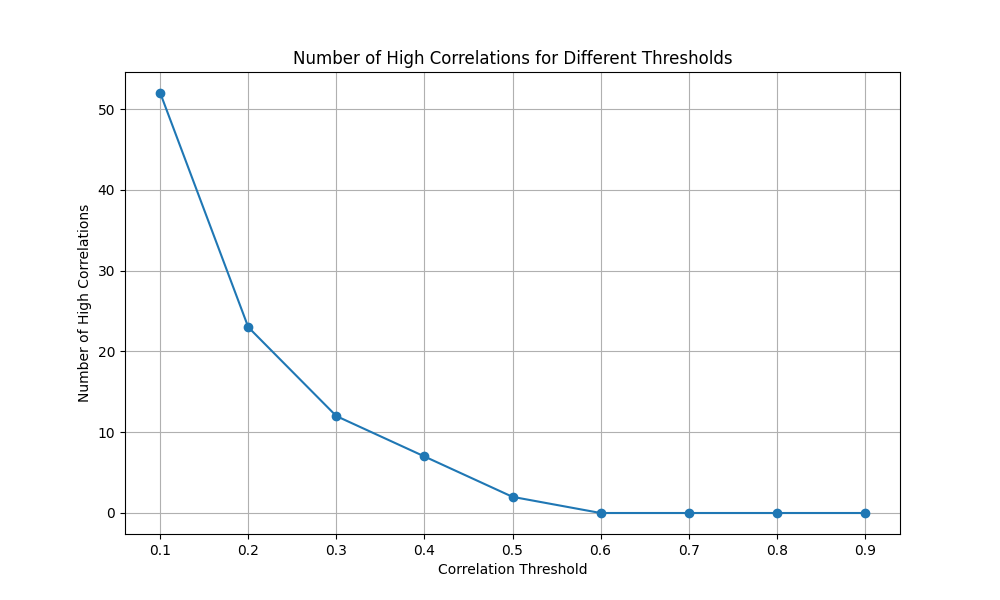 Number of High Correlations for Different Thresholds
Number of High Correlations
50
40
30
20
10
0
0.1 0.2 0.3 0.4 0.5 0.6 0.7 0.8 0.9
Correlation Threshold